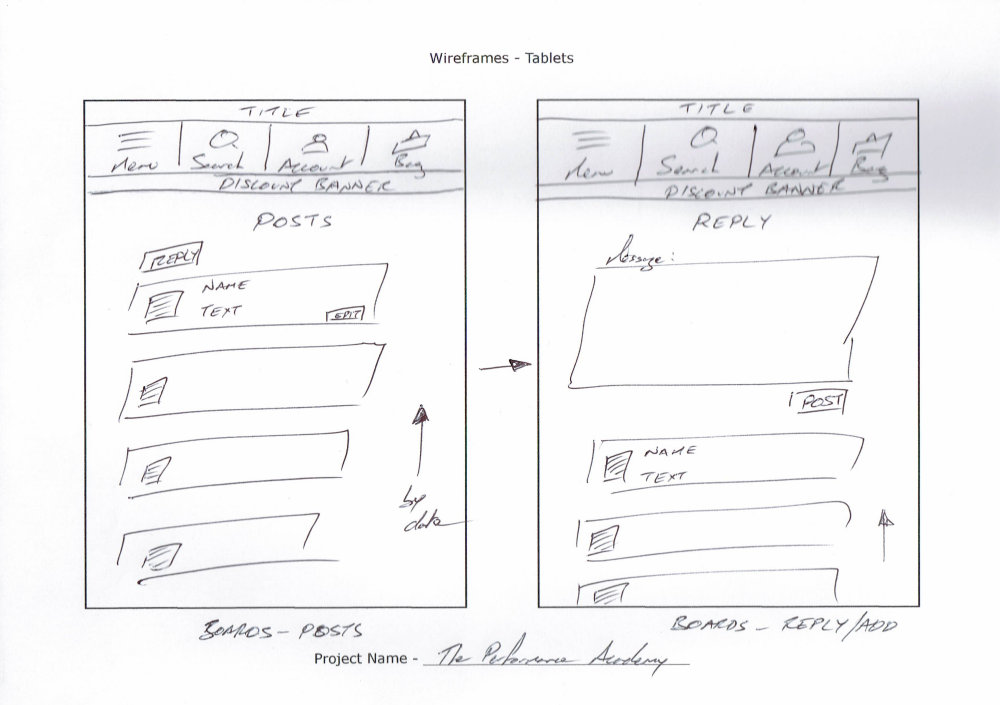 Wireframes - Tablets
TITLE
Menu Search Account Bag
DISCOUNT BANNER
POSTS
REPLY
NAME
TEXT
EDIT
by
date
BOARDS - POSTS
TITLE
Menu Search Account Bag
DISCOUNT BANNER
REPLY
Message:
POST
NAME
TEXT
BOARDS - REPLY/ADD
Project Name - The Performance Academy